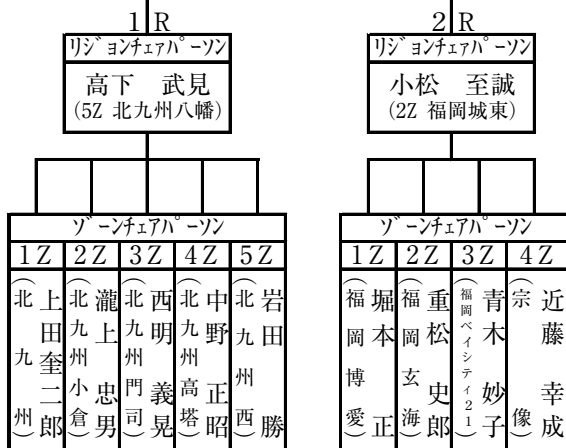 1R
リジョンチェアパーソン
高下 武見
(5Z 北九州八幡)
ゾーンチェアパーソン
1Z
上田奎二郎
(北九州)
2Z
瀧上 忠男
(北九州小倉)
3Z
西明 義晃
(北九州門司)
4Z
中野 正昭
(北九州高塔)
5Z
岩田 勝
(北九州西)
2R
リジョンチェアパーソン
小松 至誠
(2Z 福岡城東)
ゾーンチェアパーソン
1Z
堀本 正
(福岡博愛)
2Z
重松 史郎
(福岡玄海)
3Z
青木 妙子
(福岡ベイシティ21)
4Z
近藤 幸成
(宗像)